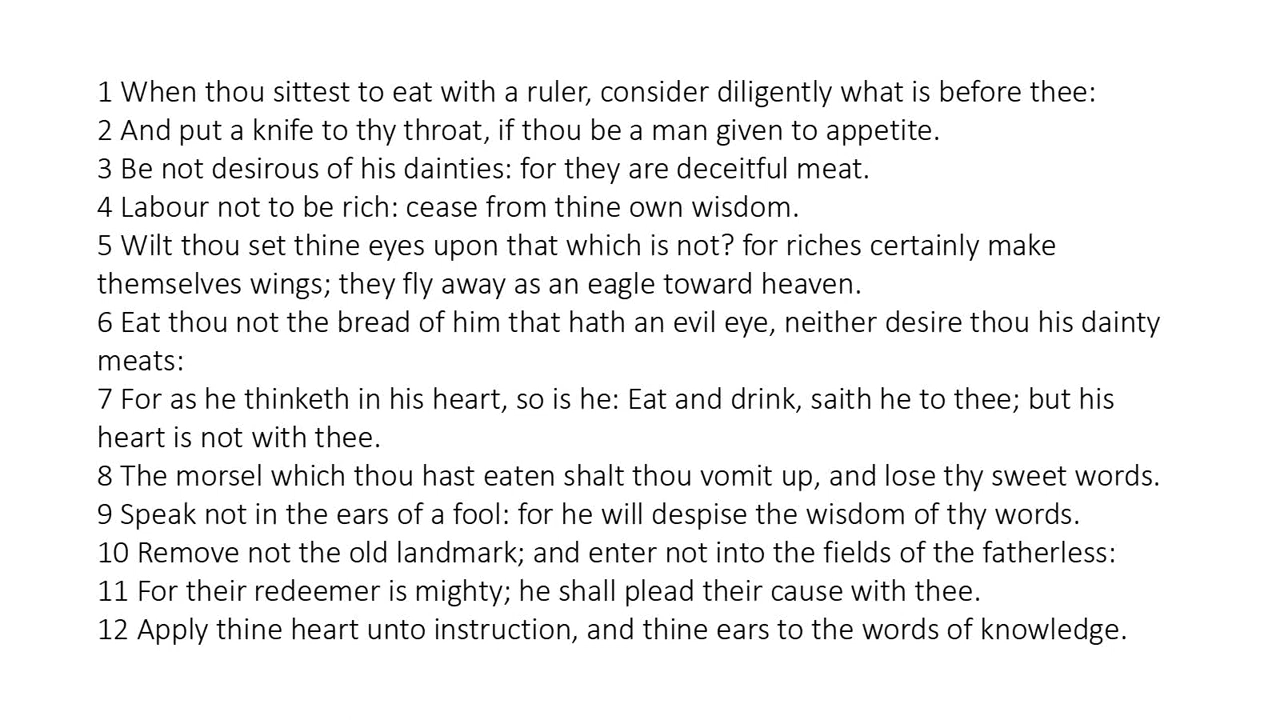 1 When thou sittest to eat with a ruler, consider diligently what is before thee:
2 And put a knife to thy throat, if thou be a man given to appetite.
3 Be not desirous of his dainties: for they are deceitful meat.
4 Labour not to be rich: cease from thine own wisdom.
5 Wilt thou set thine eyes upon that which is not? for riches certainly make
themselves wings; they fly away as an eagle toward heaven.
6 Eat thou not the bread of him that hath an evil eye, neither desire thou his dainty
meats:
7 For as he thinketh in his heart, so is he: Eat and drink, saith he to thee; but his
heart is not with thee.
8 The morsel which thou hast eaten shalt thou vomit up, and lose thy sweet words.
9 Speak not in the ears of a fool: for he will despise the wisdom of thy words.
10 Remove not the old landmark; and enter not into the fields of the fatherless:
11 For their redeemer is mighty; he shall plead their cause with thee.
12 Apply thine heart unto instruction, and thine ears to the words of knowledge.